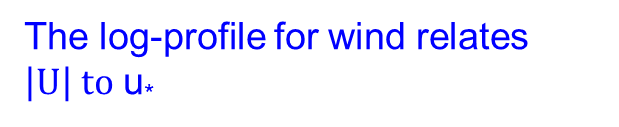 The log-profile for wind relates
|U| to u*